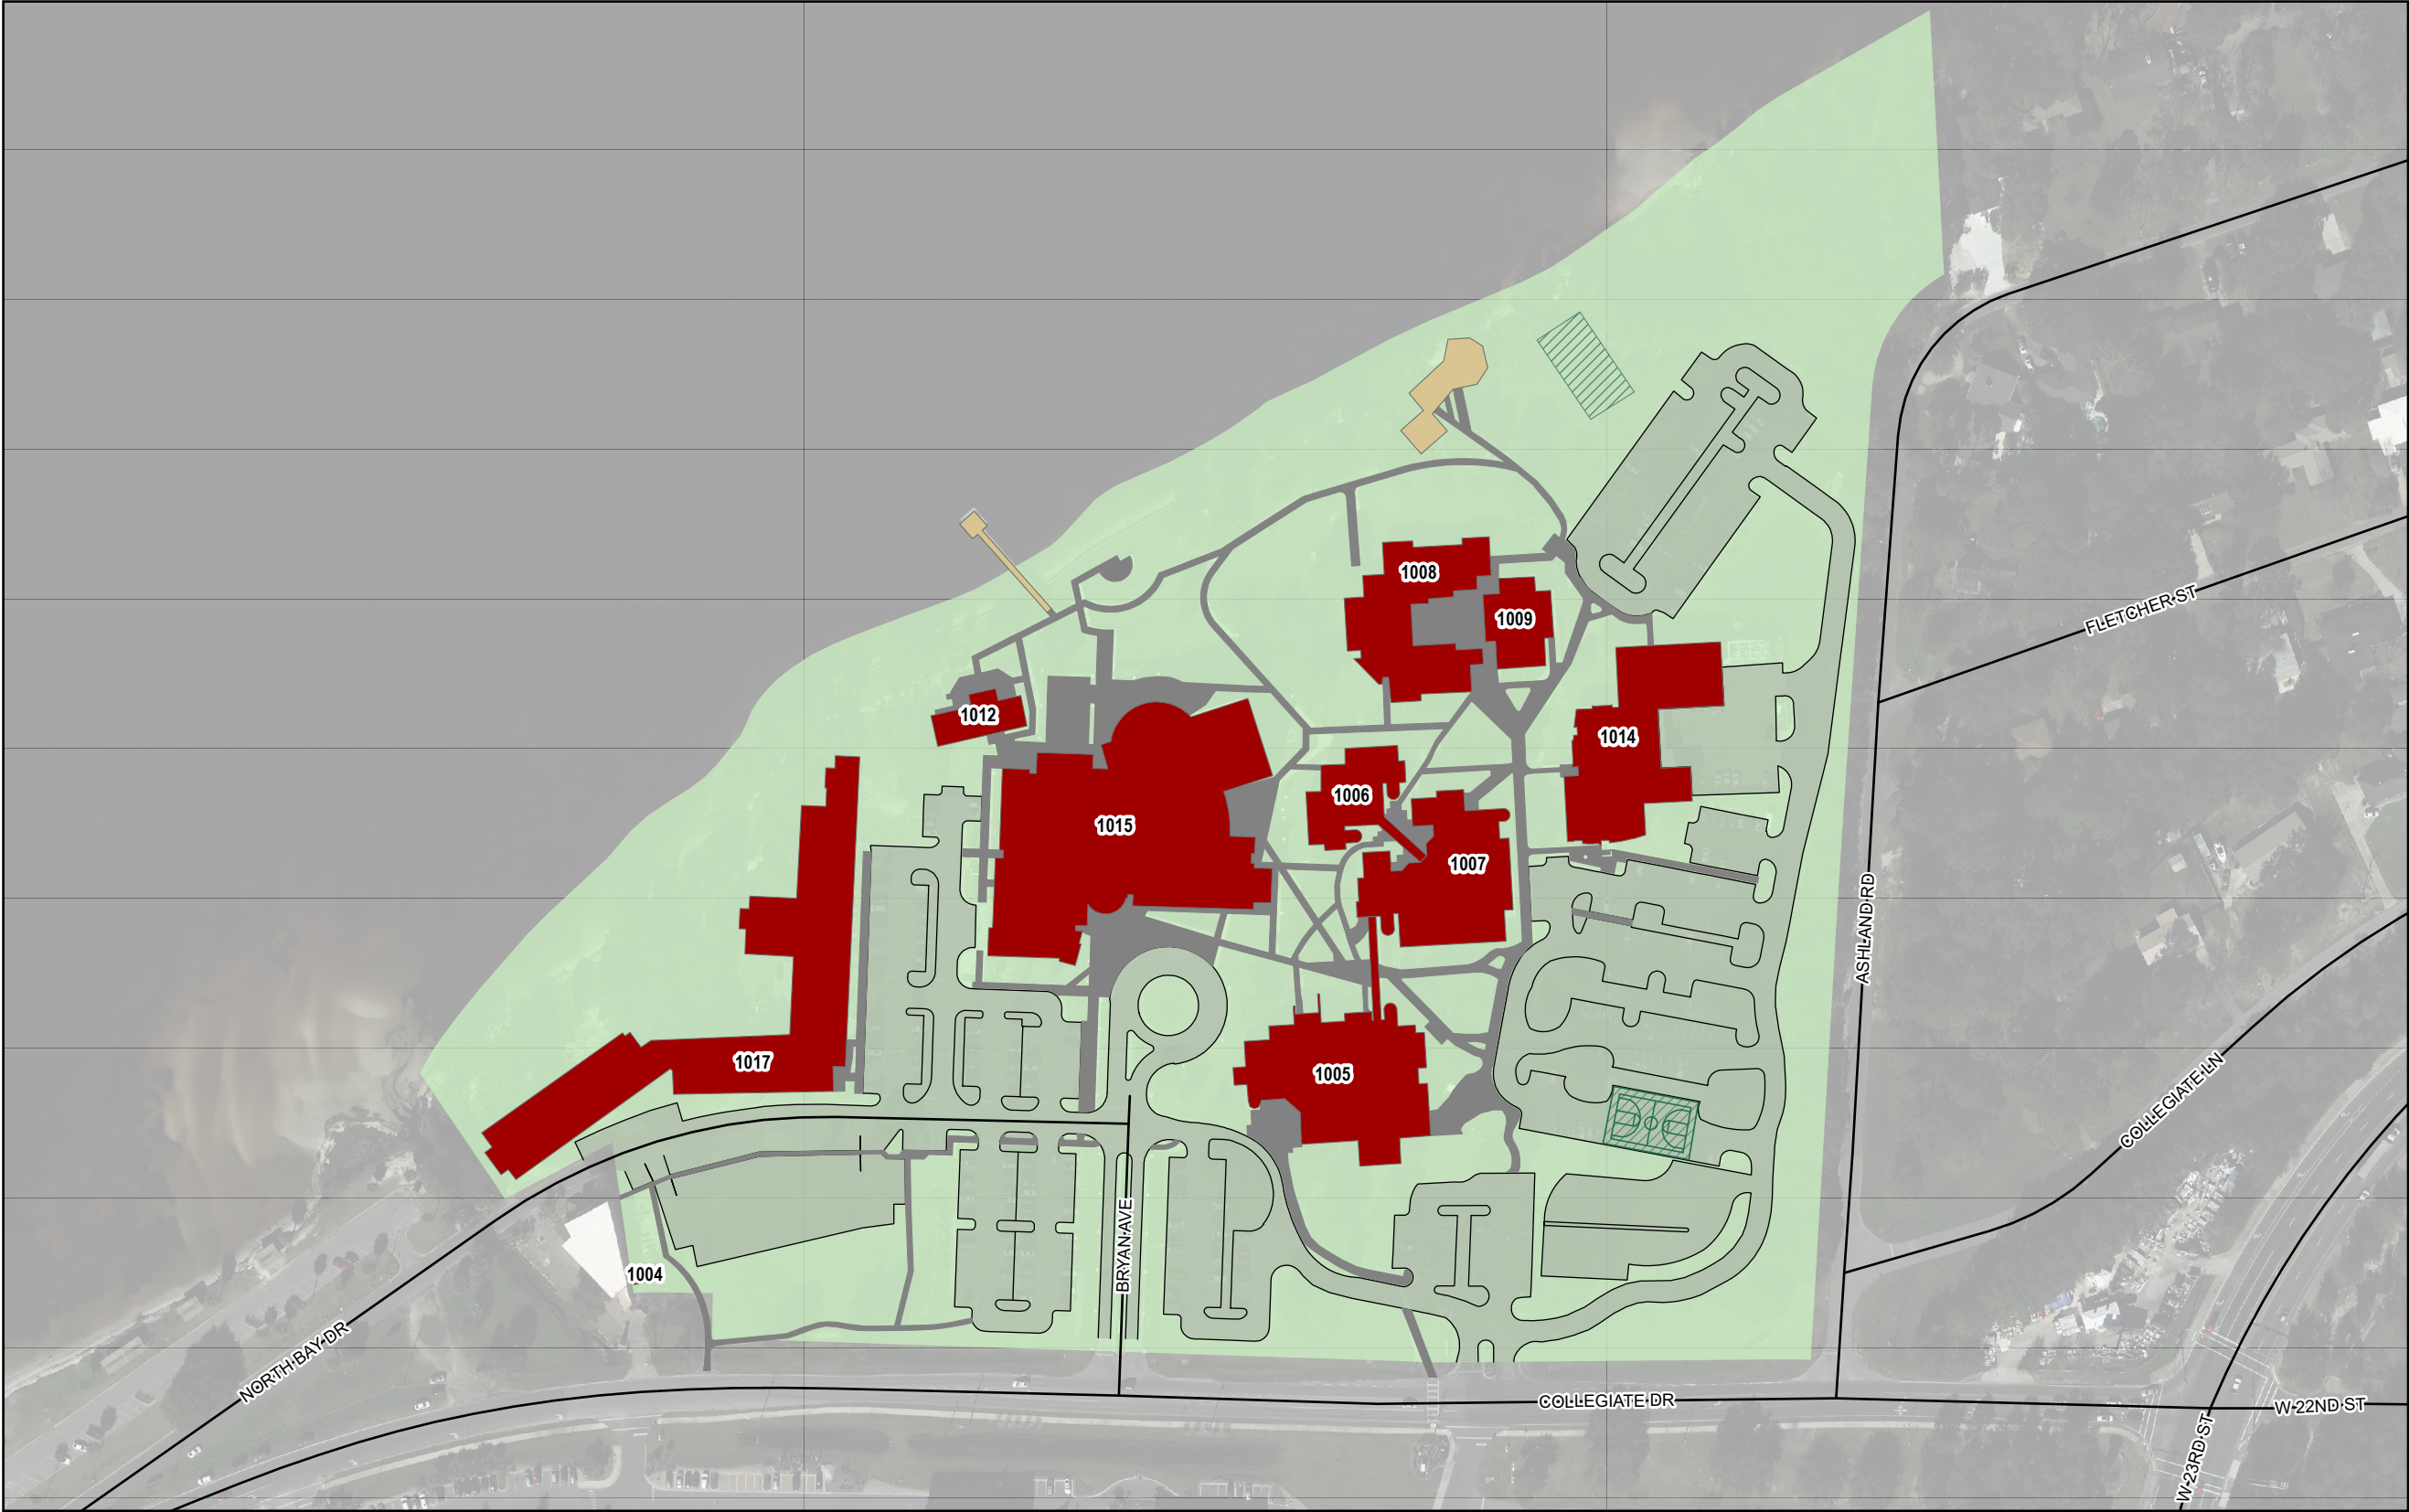 1008
1009
FLETCHER ST
1012
1014
1006
1015
1007
ASHLAND RD
1017
1005
COLLEGIATE LN
BRYAN AVE
1004
NORTH BAY DR
COLLEGIATE DR
W 22ND ST
W 23RD ST